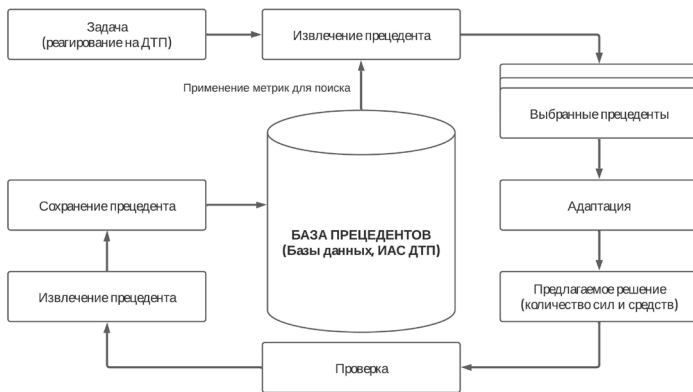 Задача
(реагирование на ДТП)
Извлечение прецедента
Применение метрик для поиска
Выбранные прецеденты
Сохранение прецедента
Адаптация
БАЗА ПРЕЦЕДЕНТОВ
(Базы данных, ИАС ДТП)
Извлечение прецедента
Предлагаемое решение
(количество сил и средств)
Проверка